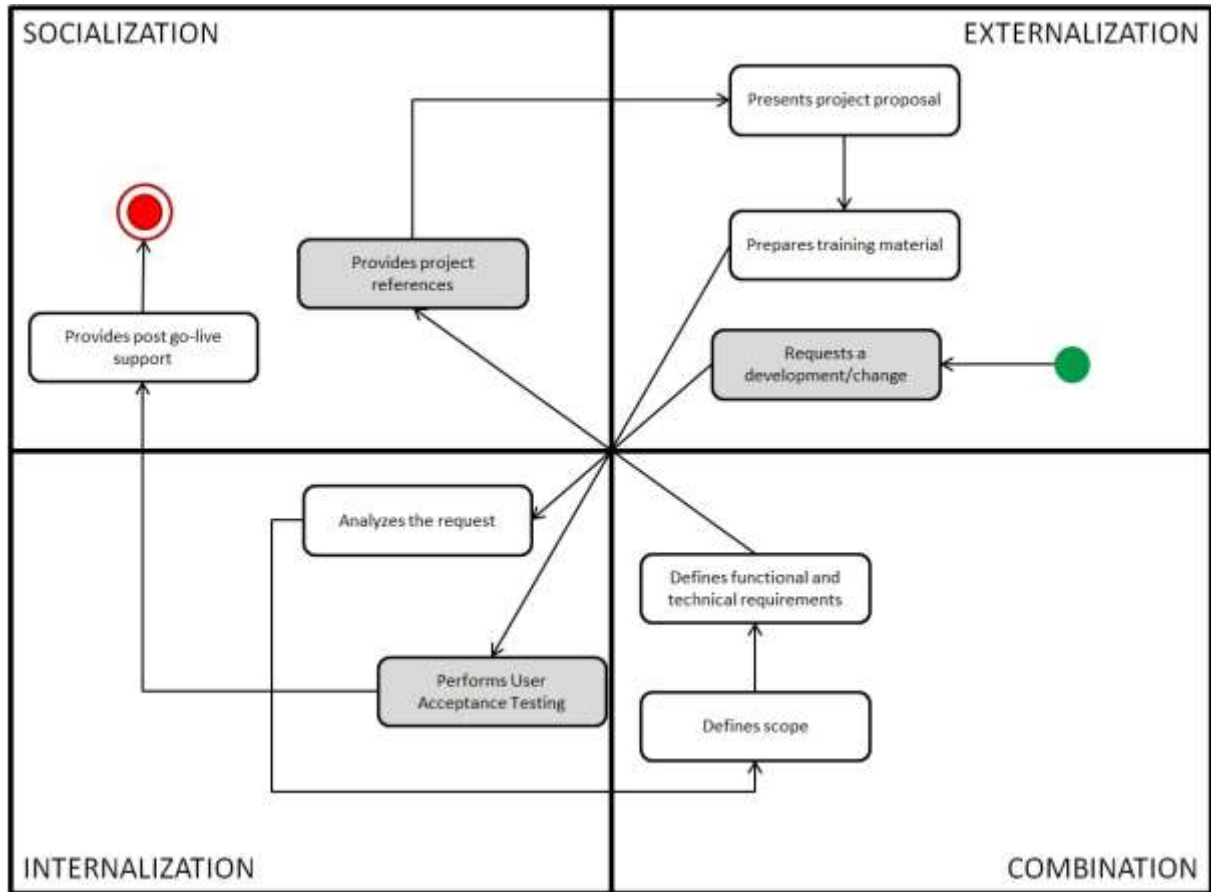 SOCIALIZATION
EXTERNALIZATION
Presents project proposal
Prepares training material
Provides project
references
Provides post go-live
support
Requests a
development/change
Analyzes the request
Defines functional and
technical requirements
Performs User
Acceptance Testing
Defines scope
INTERNALIZATION
COMBINATION